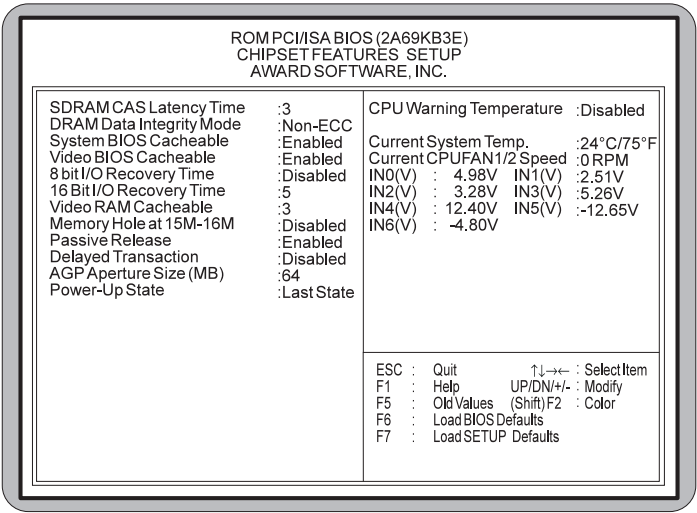 ROM PCI/ISA BIOS (2A69KB3E)
CHIPSET FEATURES SETUP
AWARD SOFTWARE, INC.
SDRAM CAS Latency Time :3
DRAM Data Integrity Mode :Non-ECC
System BIOS Cacheable :Enabled
Video BIOS Cacheable :Enabled
8 bit I/O Recovery Time :Disabled
16 Bit I/O Recovery Time :5
Video RAM Cacheable :3
Memory Hole at 15M-16M :Disabled
Passive Release :Enabled
Delayed Transaction :Disabled
AGP Aperture Size (MB) :64
Power-Up State :Last State
CPU Warning Temperature :Disabled
Current System Temp. :24°C/75°F
Current CPUFAN1/2 Speed :0 RPM
IN0(V) : 4.98V IN1(V) :2.51V
IN2(V) : 3.28V IN3(V) :5.26V
IN4(V) : 12.40V IN5(V) :-12.65V
IN6(V) : -4.80V
ESC : Quit ↑↓→← : Select Item
F1 : Help UP/DN/+/- : Modify
F5 : Old Values (Shift) F2 : Color
F6 : Load BIOS Defaults
F7 : Load SETUP Defaults